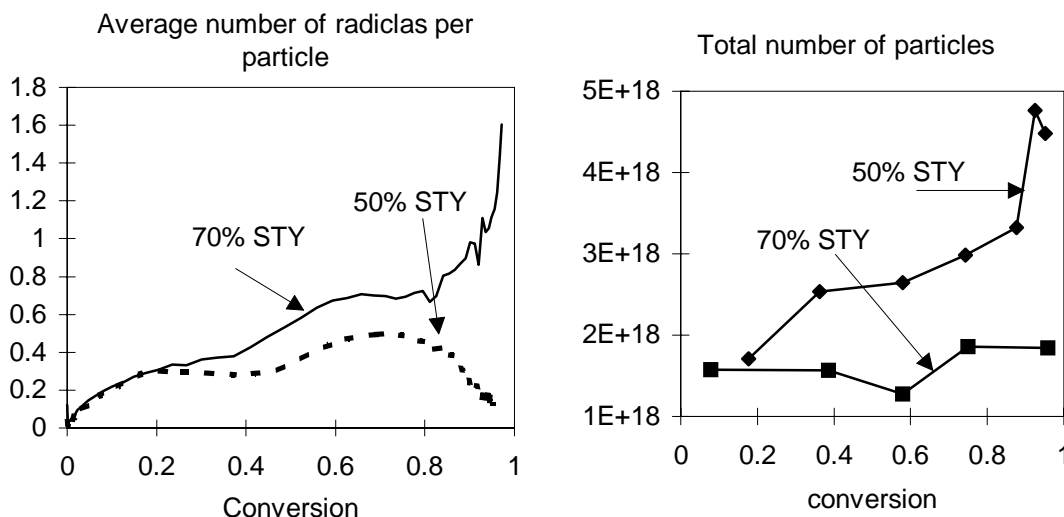 Average number of radiclas per
particle
1.8
1.6
1.4
1.2
1
0.8
0.6
0.4
0.2
0
50% STY
70% STY
0 0.2 0.4 0.6 0.8 1
Conversion
Total number of particles
5E+18
4E+18
3E+18
2E+18
1E+18
50% STY
70% STY
0 0.2 0.4 0.6 0.8 1
conversion